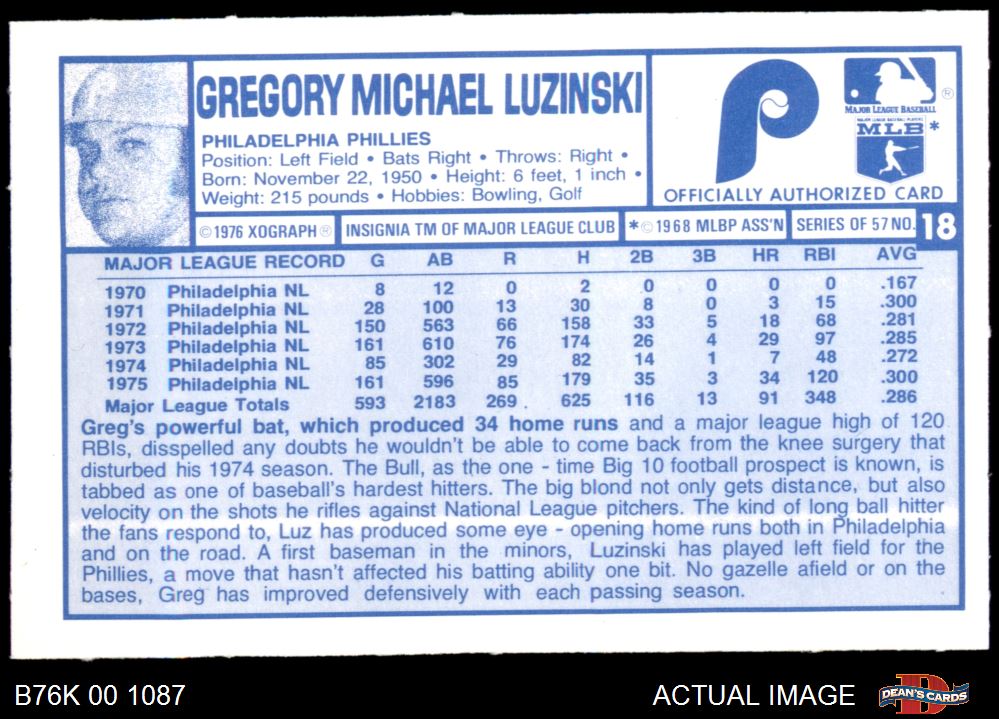 GREGORY MICHAEL LUZINSKI
PHILADELPHIA PHILLIES
Position: Left Field • Bats Right • Throws: Right •
Born: November 22, 1950 • Height: 6 feet, 1 inch •
Weight: 215 pounds • Hobbies: Bowling, Golf
P
MAJOR LEAGUE BASEBALL ®
MAJOR LEAGUE BASEBALL PLAYERS
MLB *
OFFICIALLY AUTHORIZED CARD
© 1976 XOGRAPH ® INSIGNIA TM OF MAJOR LEAGUE CLUB * © 1968 MLBP ASS'N SERIES OF 57 NO. 18
MAJOR LEAGUE RECORD G AB R H 2B 3B HR RBI AVG
1970 Philadelphia NL 8 12 0 2 0 0 0 0 .167
1971 Philadelphia NL 28 100 13 30 8 0 3 15 .300
1972 Philadelphia NL 150 563 66 158 33 5 18 68 .281
1973 Philadelphia NL 161 610 76 174 26 4 29 97 .285
1974 Philadelphia NL 85 302 29 82 14 1 7 48 .272
1975 Philadelphia NL 161 596 85 179 35 3 34 120 .300
Major League Totals 593 2183 269 625 116 13 91 348 .286
Greg's powerful bat, which produced 34 home runs and a major league high of 120
RBIs, dispelled any doubts he wouldn't be able to come back from the knee surgery that
disturbed his 1974 season. The Bull, as the one - time Big 10 football prospect is known, is
tabbed as one of baseball's hardest hitters. The big blond not only gets distance, but also
velocity on the shots he rifles against National League pitchers. The kind of long ball hitter
the fans respond to, Luz has produced some eye - opening home runs both in Philadelphia
and on the road. A first baseman in the minors, Luzinski has played left field for the
Phillies, a move that hasn't affected his batting ability one bit. No gazelle afield or on the
bases, Greg has improved defensively with each passing season.
B76K 00 1087
ACTUAL IMAGE
D
DEAN'S CARDS